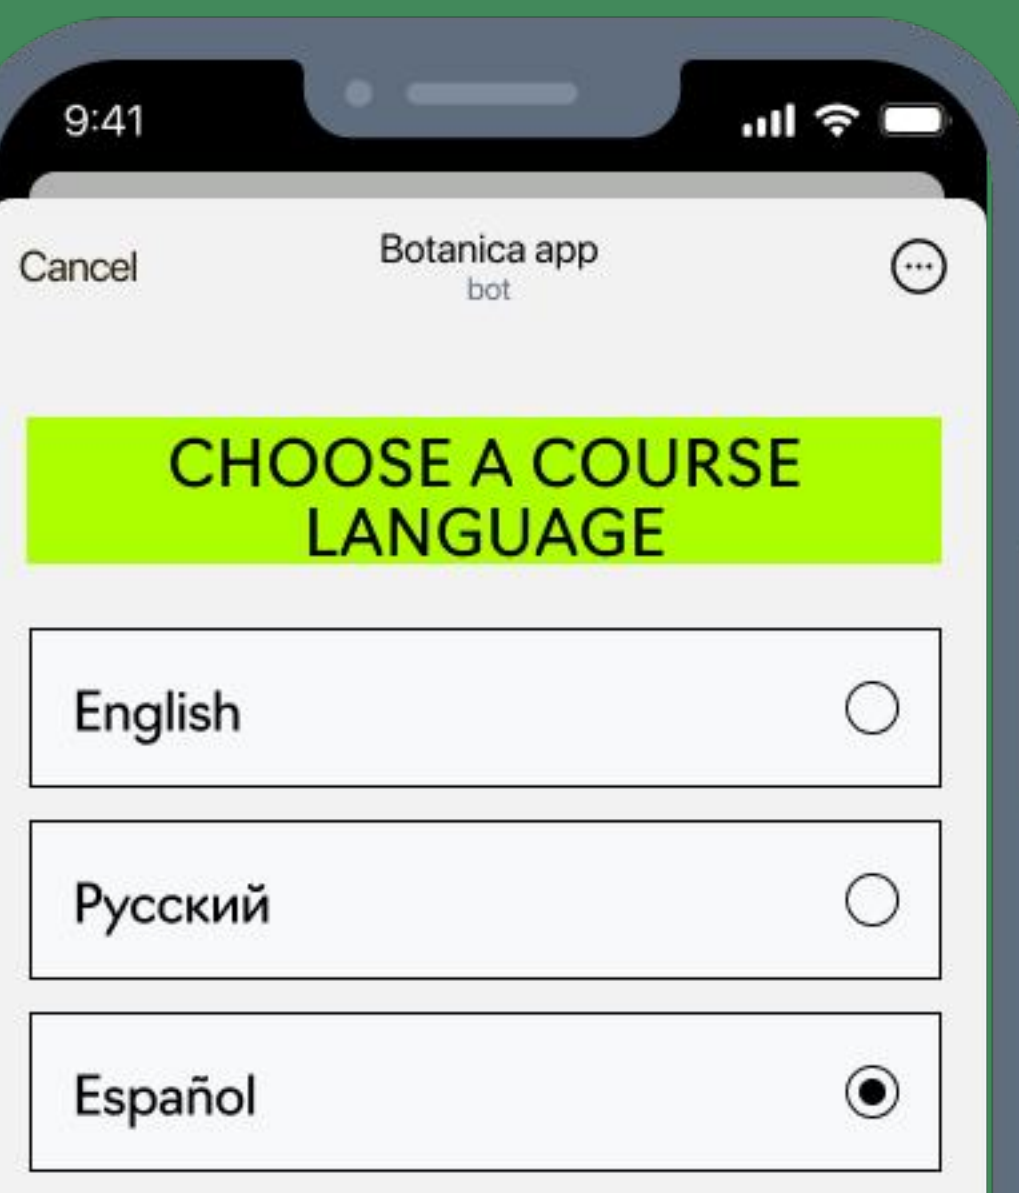 9:41
Cancel
Botanica app
bot
CHOOSE A COURSE
LANGUAGE
English
Русский
Español